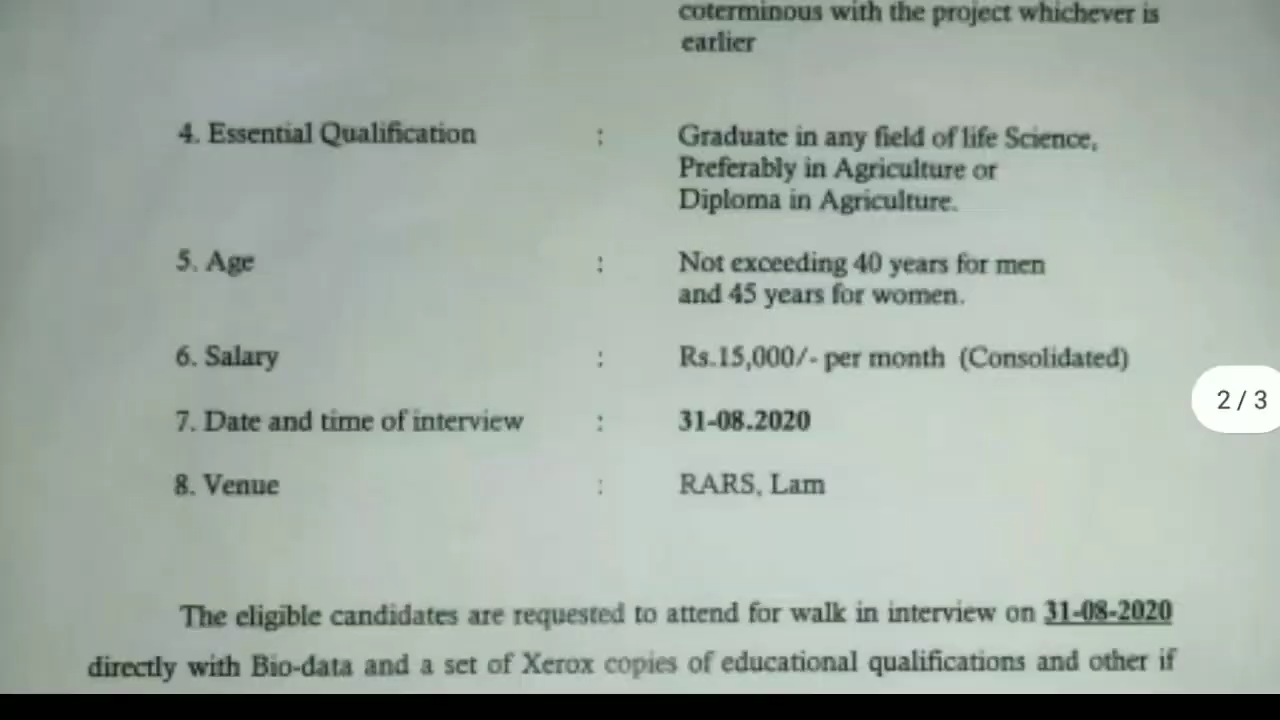 coterminous with the project whichever is
earlier
4. Essential Qualification : Graduate in any field of life Science,
Preferably in Agriculture or
Diploma in Agriculture.
5. Age : Not exceeding 40 years for men
and 45 years for women.
6. Salary : Rs.15,000/- per month (Consolidated)
2 / 3
7. Date and time of interview : 31-08.2020
8. Venue : RARS, Lam
The eligible candidates are requested to attend for walk in interview on 31-08-2020
directly with Bio-data and a set of Xerox copies of educational qualifications and other if